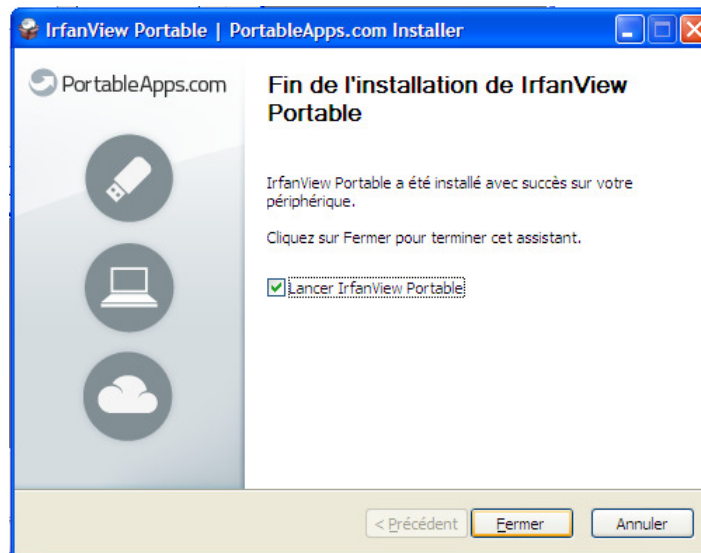 IrfanView Portable | PortableApps.com Installer
PortableApps.com
Fin de l'installation de IrfanView
Portable
IrfanView Portable a été installé avec succès sur votre
périphérique.
Cliquez sur Fermer pour terminer cet assistant.
Lancer IrfanView Portable
< Précédent
Fermer
Annuler